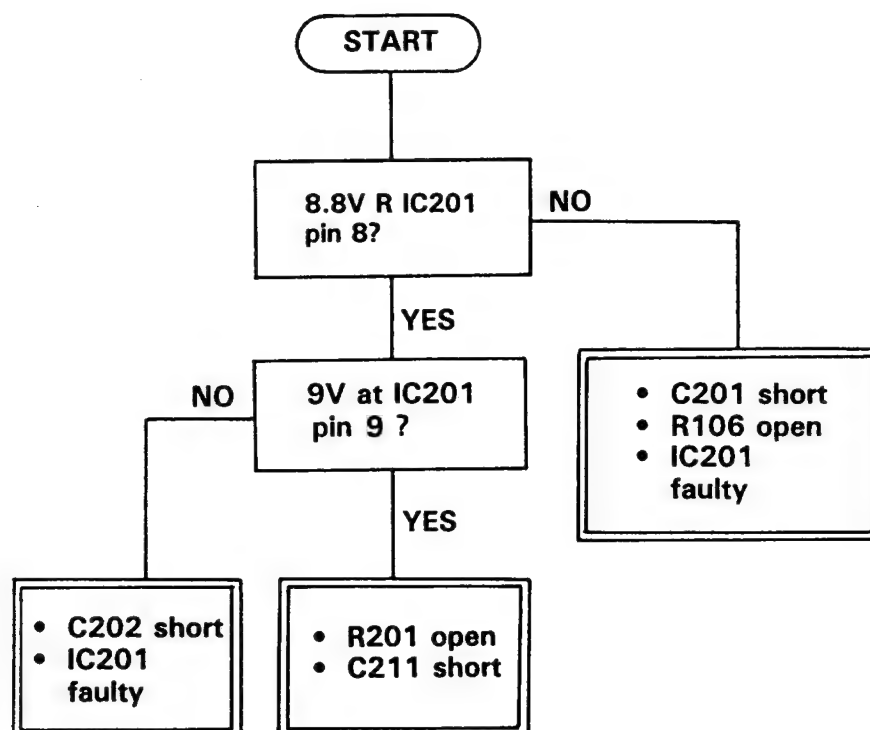 START
8.8V R IC201
pin 8?
NO
YES
NO
9V at IC201
pin 9 ?
• C201 short
• R106 open
• IC201
faulty
YES
• C202 short
• IC201
faulty
• R201 open
• C211 short